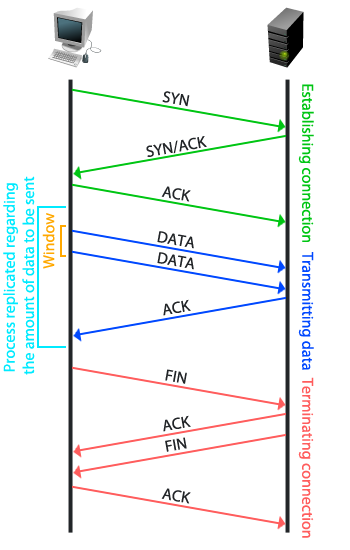 SYN
SYN/ACK
ACK
Establishing connection
Process replicated regarding
the amount of data to be sent
Window
DATA
DATA
ACK
Transmitting data
FIN
ACK
FIN
ACK
Terminating connection